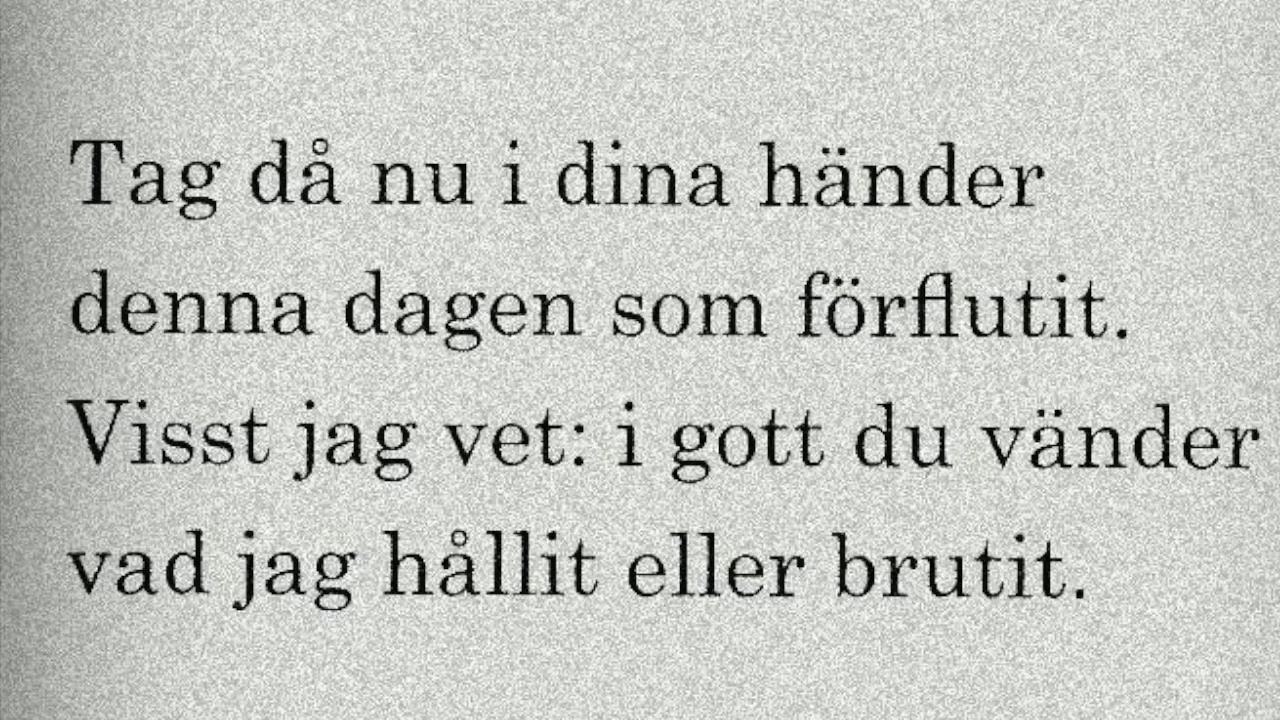 Tag då nu i dina händer
denna dagen som förflutit.
Visst jag vet: i gott du vänder
vad jag hållit eller brutit.